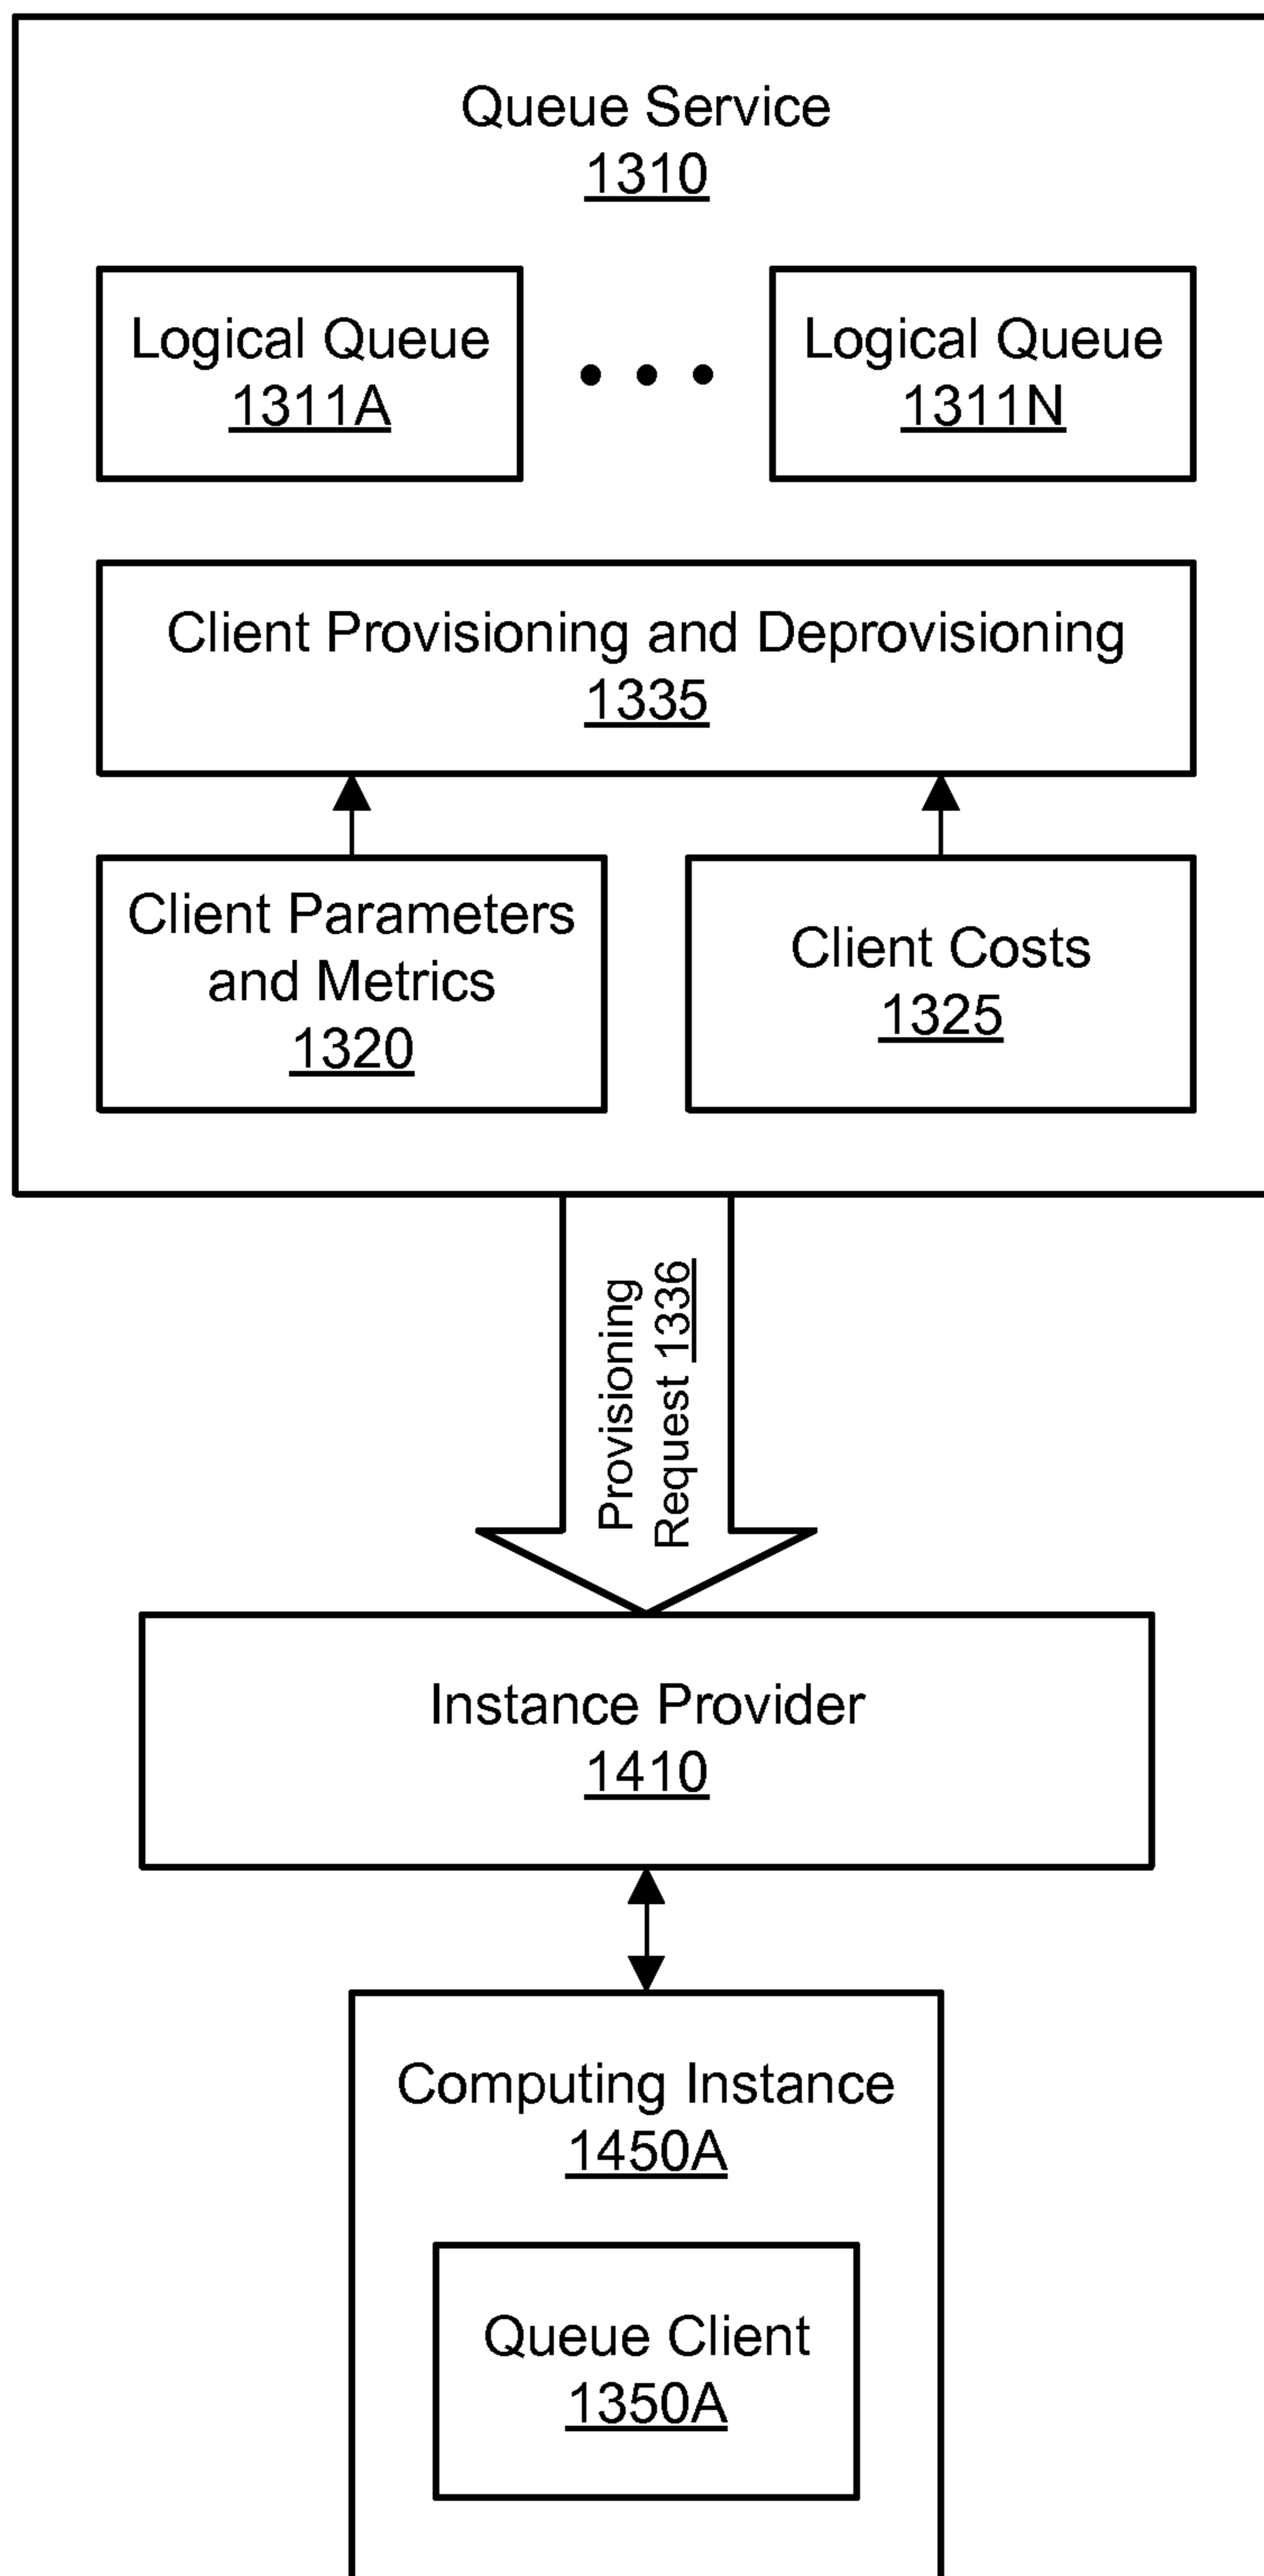 Queue Service
1310
Logical Queue
1311A
Logical Queue
1311N
Client Provisioning and Deprovisioning
1335
Client Parameters
and Metrics
1320
Client Costs
1325
Provisioning
Request 1336
Instance Provider
1410
Computing Instance
1450A
Queue Client
1350A